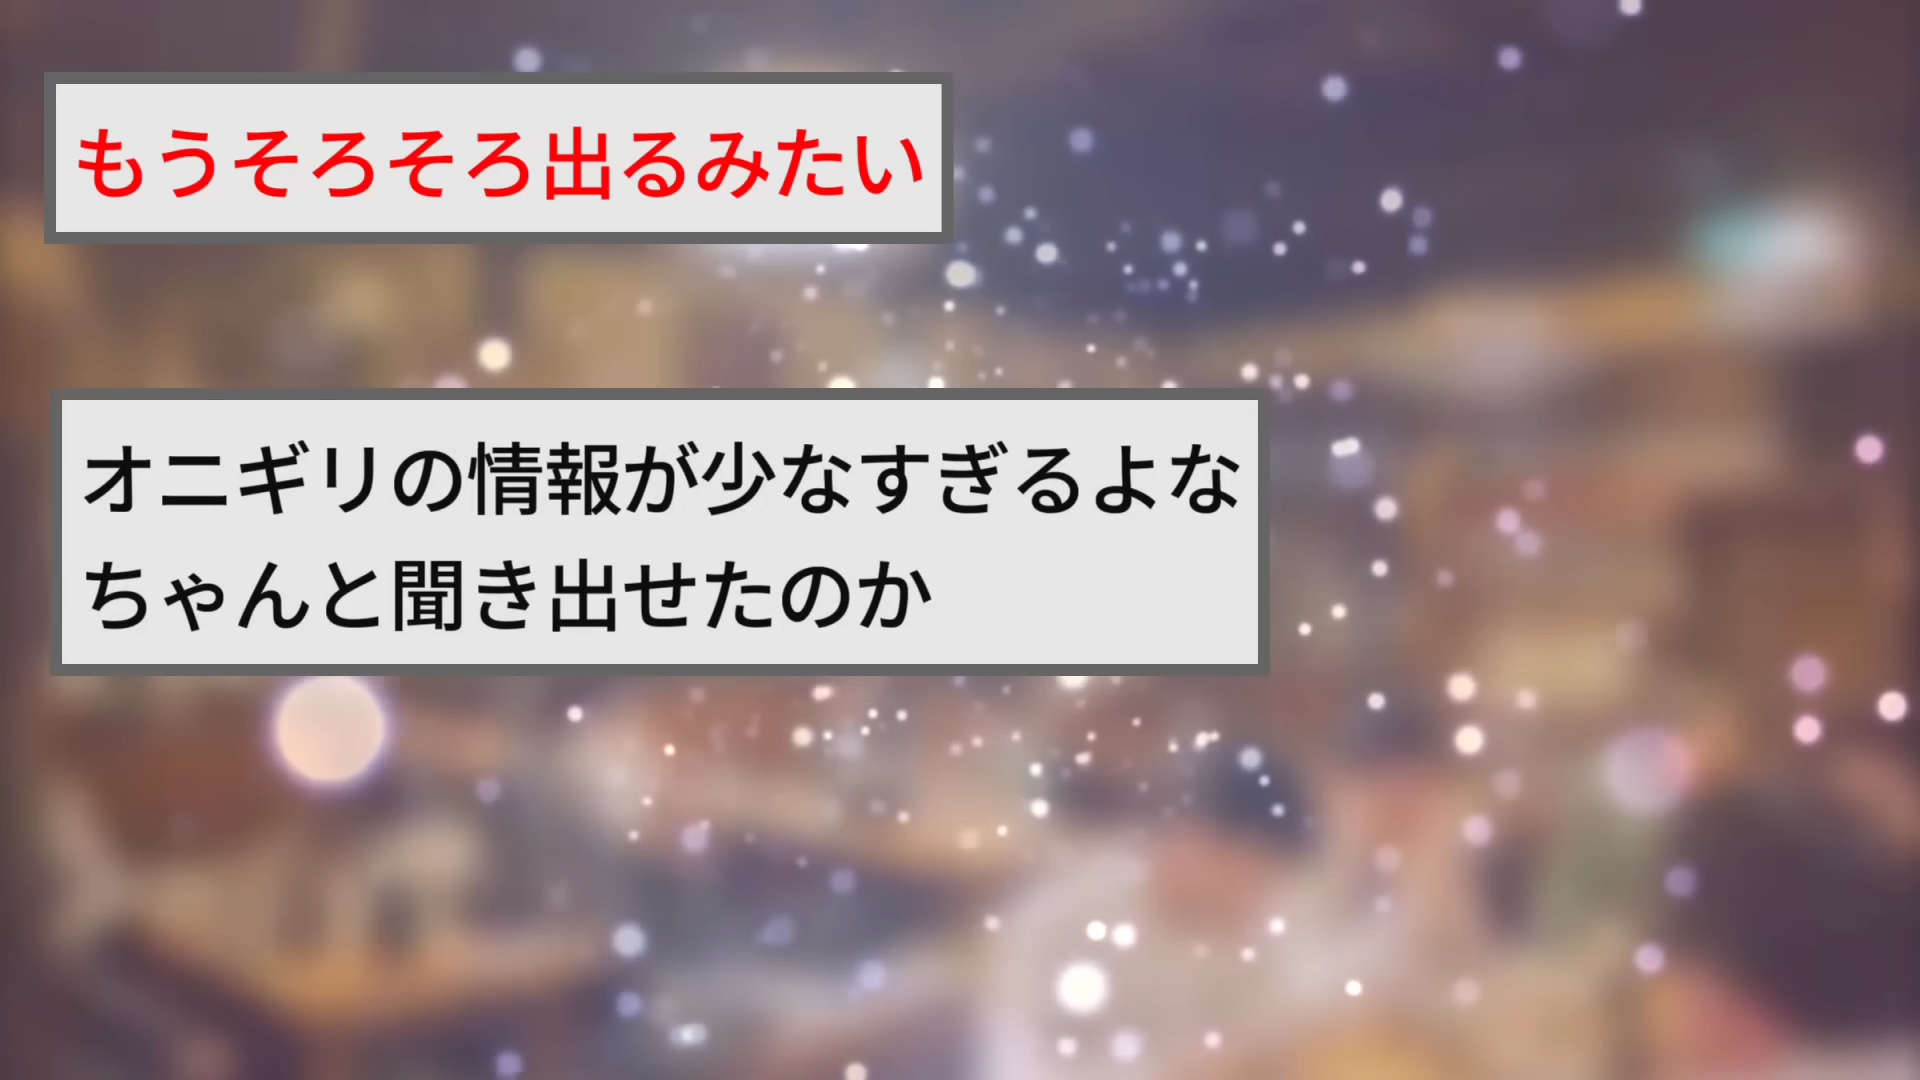 もうそろそろ出るみたい
オニギリの情報が少なすぎるよな
ちゃんと聞き出せたのか